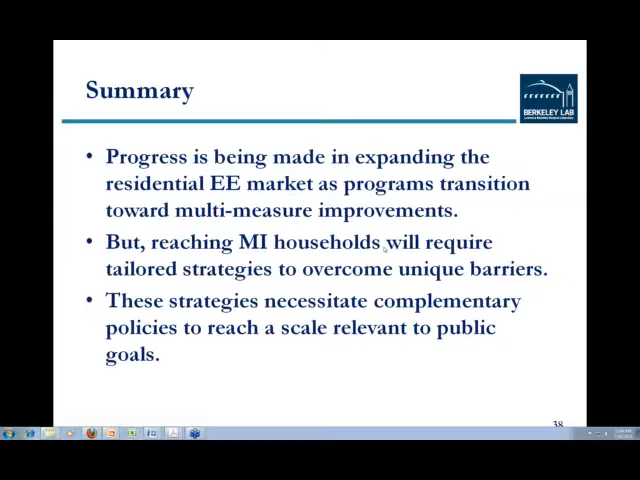 Summary
BERKELEY LAB
• Progress is being made in expanding the
residential EE market as programs transition
toward multi-measure improvements.
• But, reaching MI households will require
tailored strategies to overcome unique barriers.
• These strategies necessitate complementary
policies to reach a scale relevant to public
goals.
38